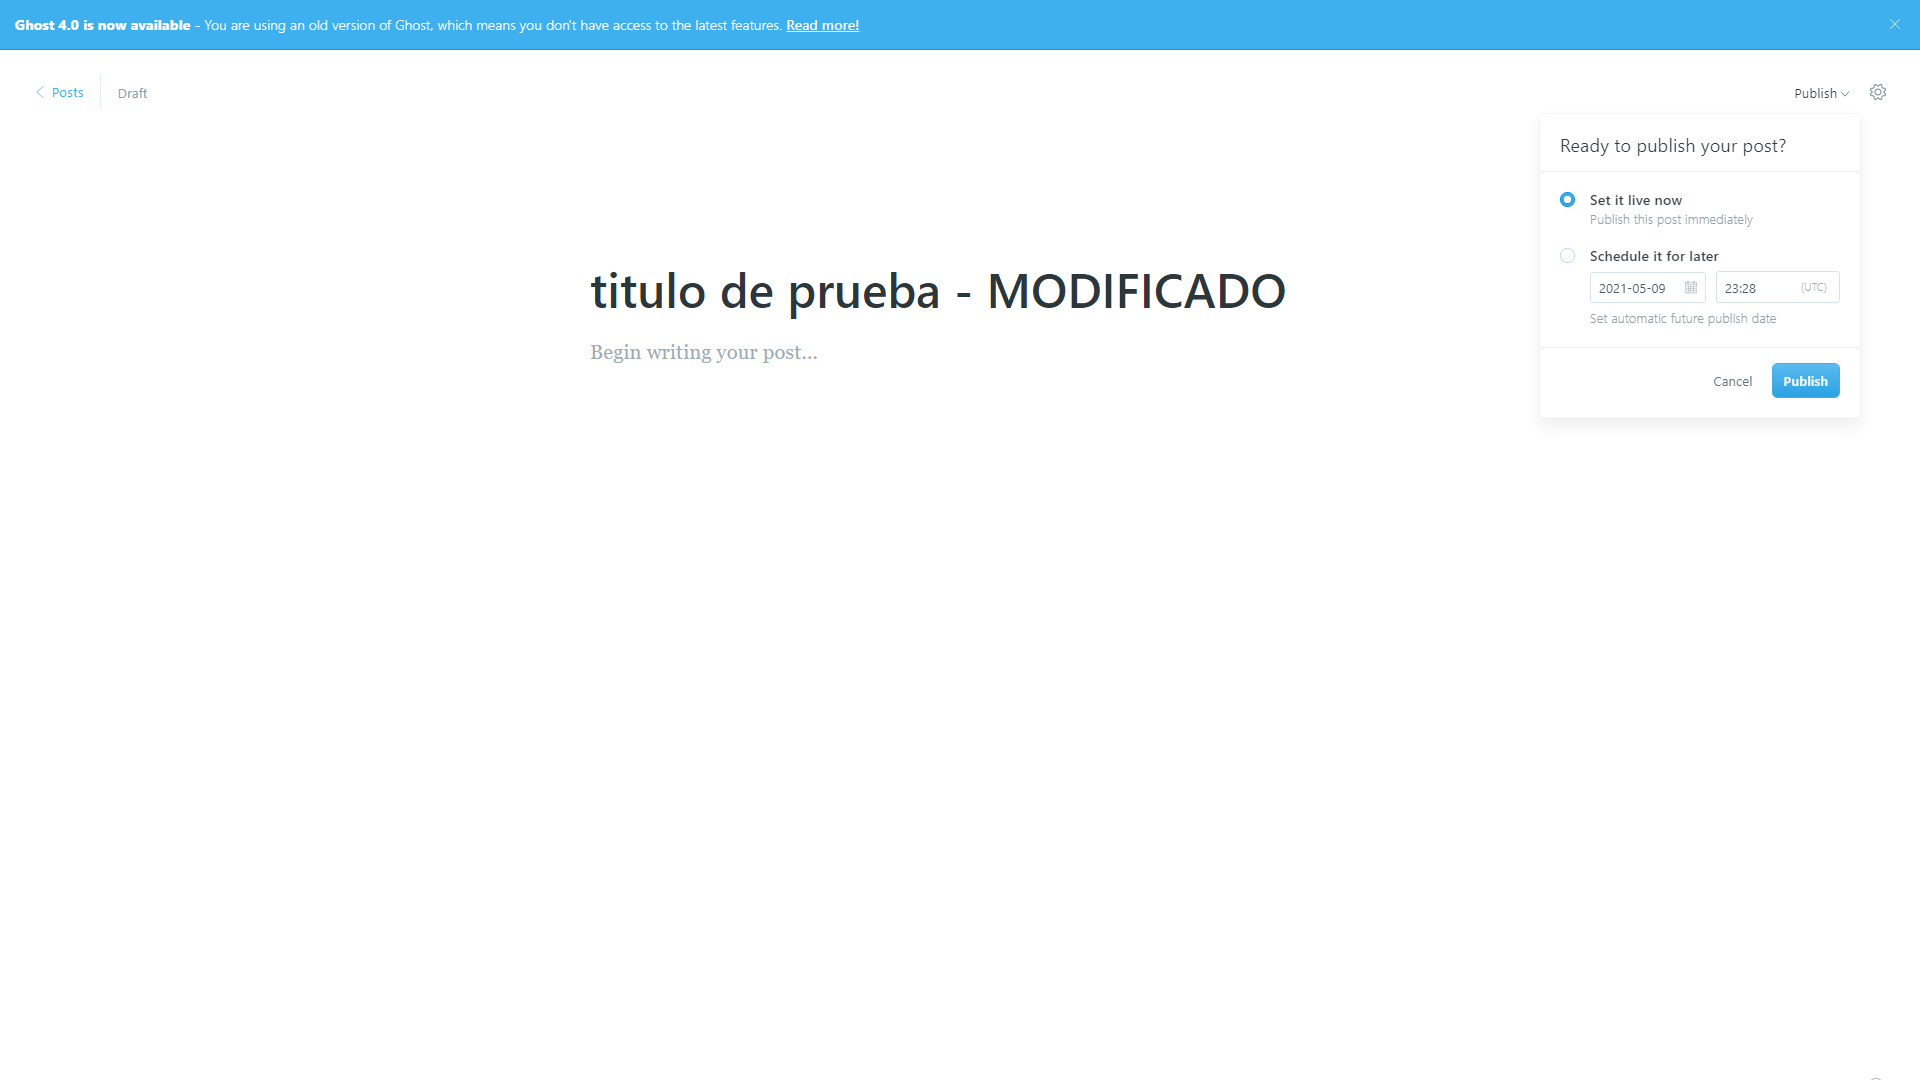 Ghost 4.0 is now available - You are using an old version of Ghost, which means you don't have access to the latest features. Read more!
Posts
Draft
Publish
Ready to publish your post?
Set it live now
Publish this post immediately
Schedule it for later
2021-05-09
23:28
(UTC)
Set automatic future publish date
Cancel
Publish
titulo de prueba - MODIFICADO
Begin writing your post...